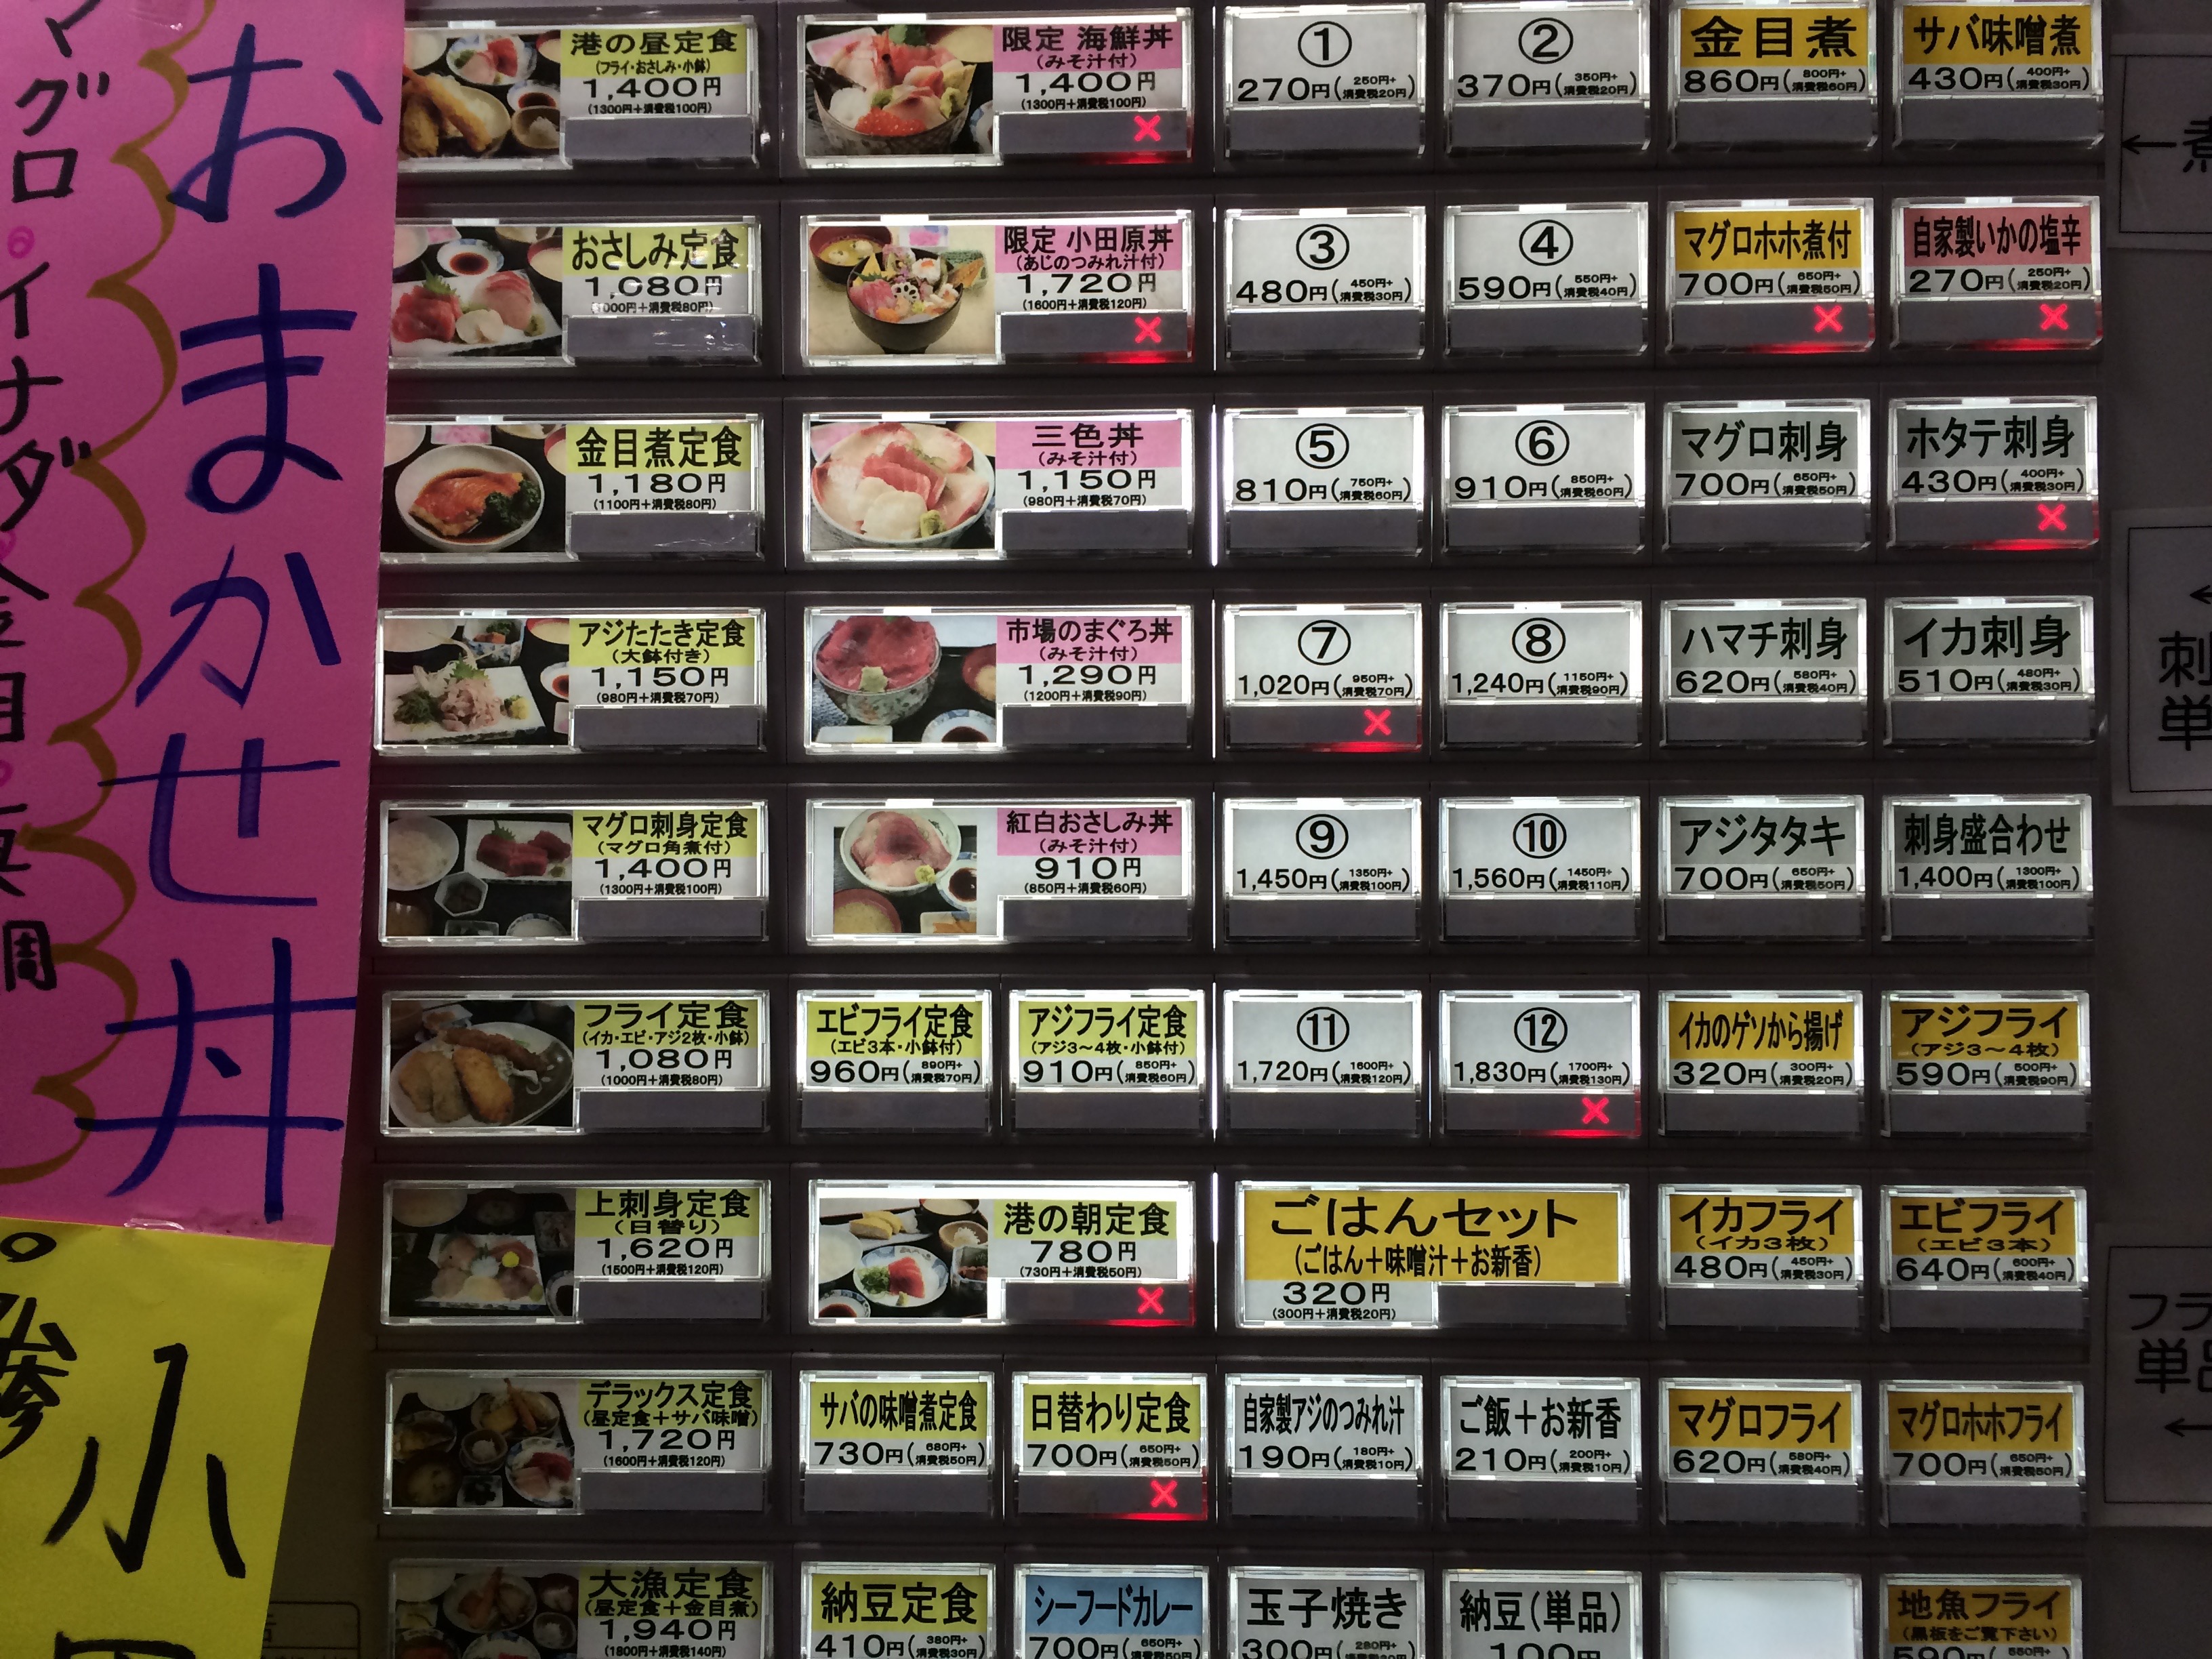 マグロ・イナダ
おまかせ丼
小
港の昼定食
(フライ・おさしみ・小鉢)
1,400円
(1300円+消費税100円)
限定 海鮮丼
(みそ汁付)
1,400円
(1300円+消費税100円)
①
270円(250円+消費税20円)
②
370円(350円+消費税20円)
金目煮
860円(800円+消費税60円)
サバ味噌煮
430円(400円+消費税30円)
おさしみ定食
1,080円
(1000円+消費税80円)
限定 小田原丼
(あじのつみれ汁付)
1,720円
(1600円+消費税120円)
③
480円(450円+消費税30円)
④
590円(550円+消費税40円)
マグロホホ煮付
700円(650円+消費税50円)
自家製いかの塩辛
270円(250円+消費税20円)
金目煮定食
1,180円
(1100円+消費税80円)
三色丼
(みそ汁付)
1,150円
(980円+消費税70円)
⑤
810円(750円+消費税60円)
⑥
910円(850円+消費税60円)
マグロ刺身
700円(650円+消費税50円)
ホタテ刺身
430円(400円+消費税30円)
アジたたき定食
(大鉢付き)
1,150円
(980円+消費税70円)
市場のまぐろ丼
(みそ汁付)
1,290円
(1200円+消費税90円)
⑦
1,020円(950円+消費税70円)
⑧
1,240円(1150円+消費税90円)
ハマチ刺身
620円(580円+消費税40円)
イカ刺身
510円(480円+消費税30円)
マグロ刺身定食
(マグロ角煮付)
1,400円
(1300円+消費税100円)
紅白おさしみ丼
(みそ汁付)
910円
(850円+消費税60円)
⑨
1,450円(1350円+消費税100円)
⑩
1,560円(1450円+消費税110円)
アジタタキ
700円(650円+消費税50円)
刺身盛合わせ
1,400円(1300円+消費税100円)
フライ定食
(イカ・エビ・アジ2枚・小鉢)
1,080円
(1000円+消費税80円)
エビフライ定食
(エビ3本・小鉢付)
960円(890円+消費税70円)
アジフライ定食
(アジ3〜4枚・小鉢付)
910円(850円+消費税60円)
⑪
1,720円(1600円+消費税120円)
⑫
1,830円(1700円+消費税130円)
イカのゲソから揚げ
320円(300円+消費税20円)
アジフライ
(アジ3〜4枚)
590円(500円+消費税90円)
上刺身定食
(日替り)
1,620円
(1500円+消費税120円)
港の朝定食
780円
(730円+消費税50円)
ごはんセット
(ごはん+味噌汁+お新香)
320円
(300円+消費税20円)
イカフライ
(イカ3枚)
480円(450円+消費税30円)
エビフライ
(エビ3本)
640円(600円+消費税40円)
デラックス定食
(昼定食+サバ味噌)
1,720円
(1600円+消費税120円)
サバの味噌煮定食
730円(680円+消費税50円)
日替わり定食
700円(650円+消費税50円)
自家製アジのつみれ汁
190円(180円+消費税10円)
ご飯+お新香
210円(200円+消費税10円)
マグロフライ
620円(580円+消費税40円)
マグロホホフライ
700円(650円+消費税50円)
大漁定食
(昼定食+金目煮)
1,940円
(1800円+消費税140円)
納豆定食
410円(380円+消費税30円)
シーフードカレー
700円(650円+消費税50円)
玉子焼き
300円(280円+消費税20円)
納豆(単品)
100円
地魚フライ
(黒板をご覧下さい)
590円(550円+
←煮
←
刺
単
フラ
単品
←